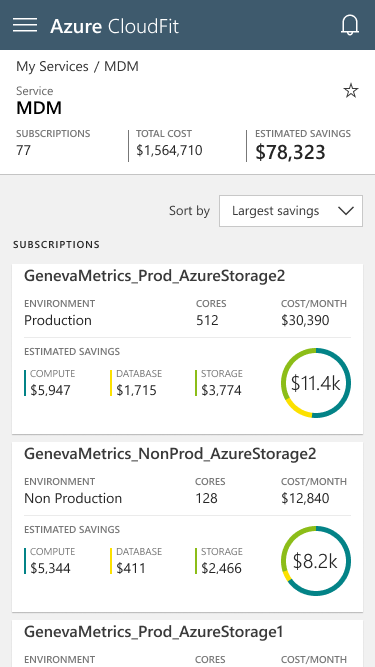 Azure CloudFit
My Services / MDM
Service
MDM
SUBSCRIPTIONS TOTAL COST ESTIMATED SAVINGS
77 $1,564,710 $78,323
Sort by Largest savings
SUBSCRIPTIONS
GenevaMetrics_Prod_AzureStorage2
ENVIRONMENT CORES COST/MONTH
Production 512 $30,390
ESTIMATED SAVINGS
COMPUTE DATABASE STORAGE
$5,947 $1,715 $3,774
$11.4k
GenevaMetrics_NonProd_AzureStorage2
ENVIRONMENT CORES COST/MONTH
Non Production 128 $12,840
ESTIMATED SAVINGS
COMPUTE DATABASE STORAGE
$5,344 $411 $2,466
$8.2k
GenevaMetrics_Prod_AzureStorage1
ENVIRONMENT CORES COST/MONTH